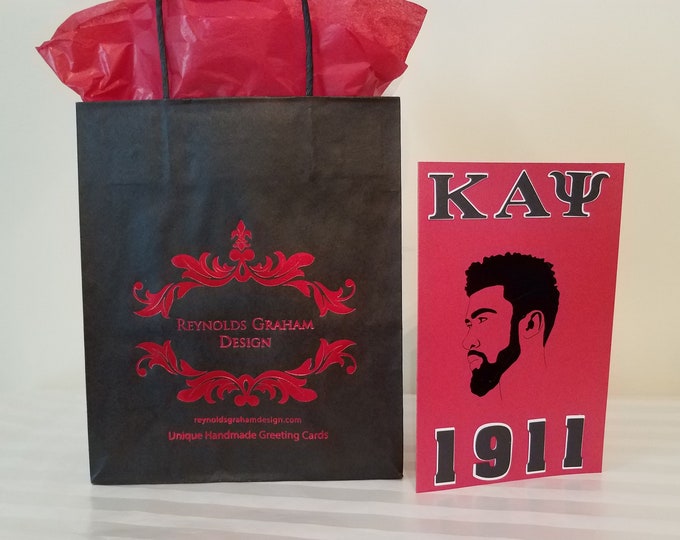 Reynolds Graham
Design
reynoldsgrahamdesign.com
Unique Handmade Greeting Cards
ΚΑΨ
1911